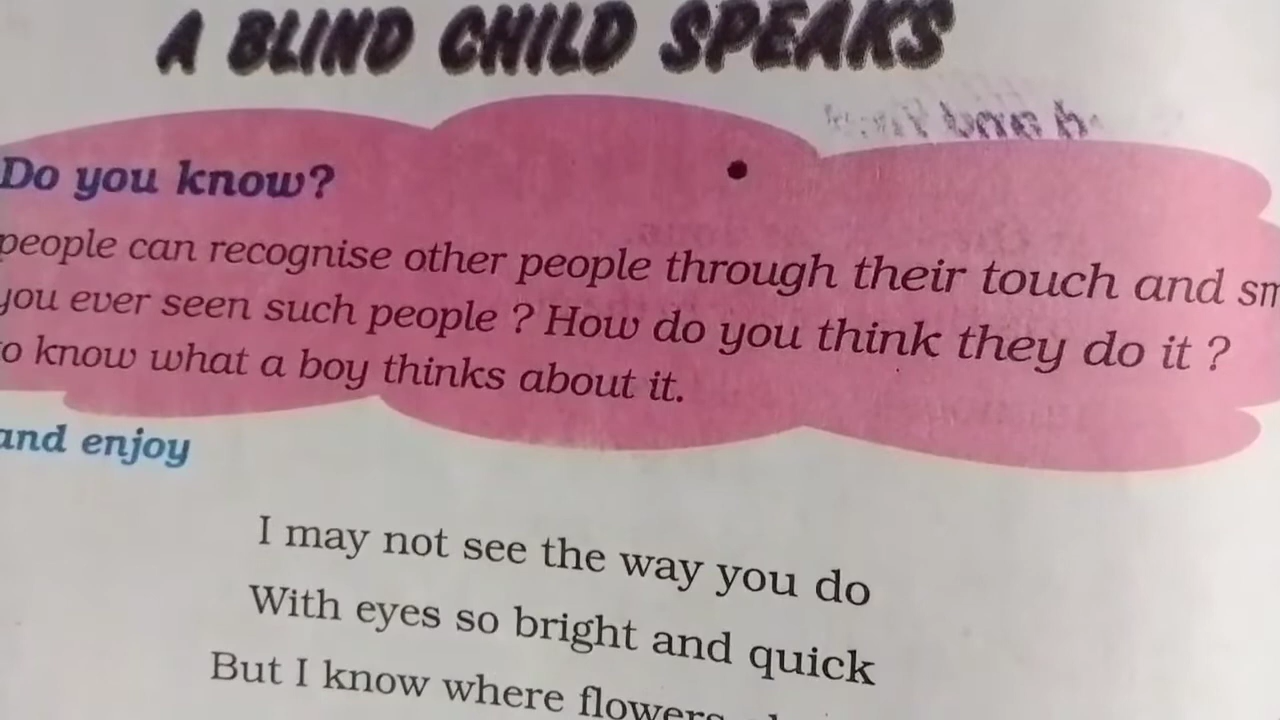 A BLIND CHILD SPEAKS
Do you know?
people can recognise other people through their touch and sm
you ever seen such people ? How do you think they do it ?
o know what a boy thinks about it.
and enjoy
I may not see the way you do
With eyes so bright and quick
But I know where flowers